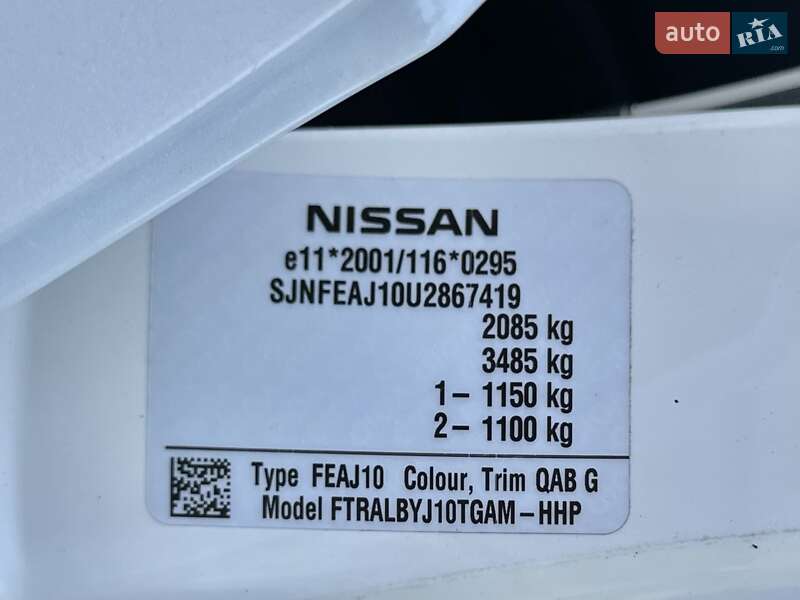 auto RIA .com
NISSAN
e11*2001/116*0295
SJNFEAJ10U2867419
2085 kg
3485 kg
1- 1150 kg
2- 1100 kg
Type FEAJ10 Colour, Trim QAB G
Model FTRALBYJ10TGAM-HHP